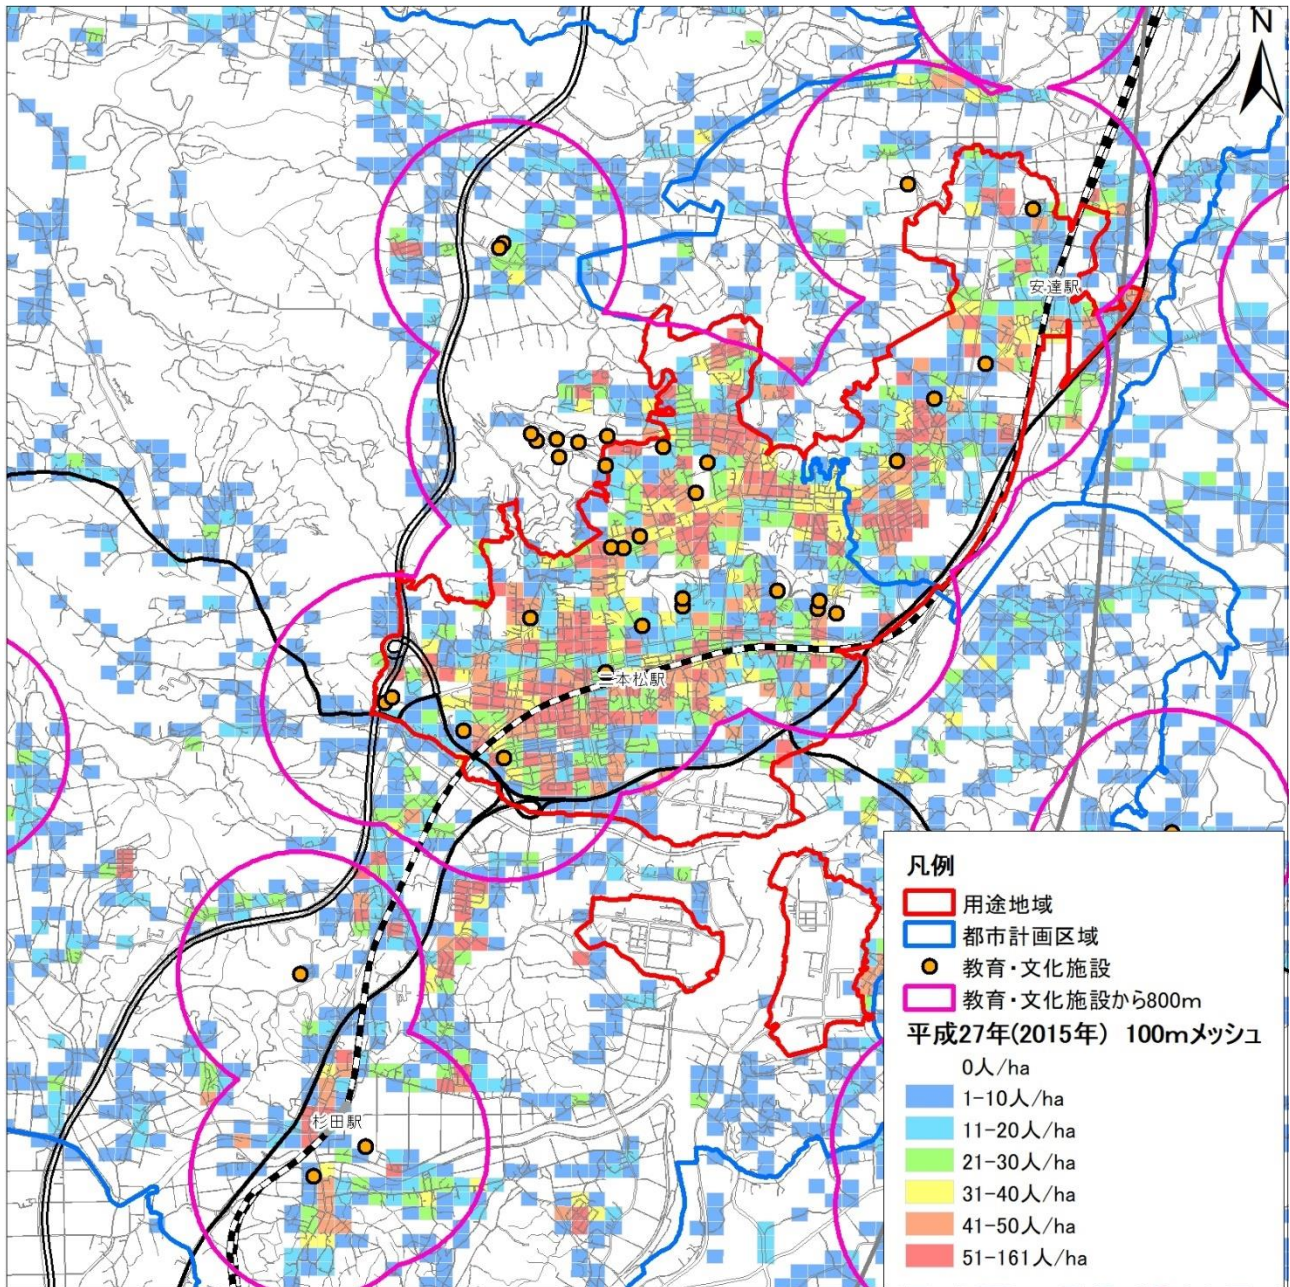 N
安達駅
二本松駅
杉田駅
凡例
用途地域
都市計画区域
教育・文化施設
教育・文化施設から800m
平成27年(2015年) 100mメッシュ
0人/ha
1-10人/ha
11-20人/ha
21-30人/ha
31-40人/ha
41-50人/ha
51-161人/ha